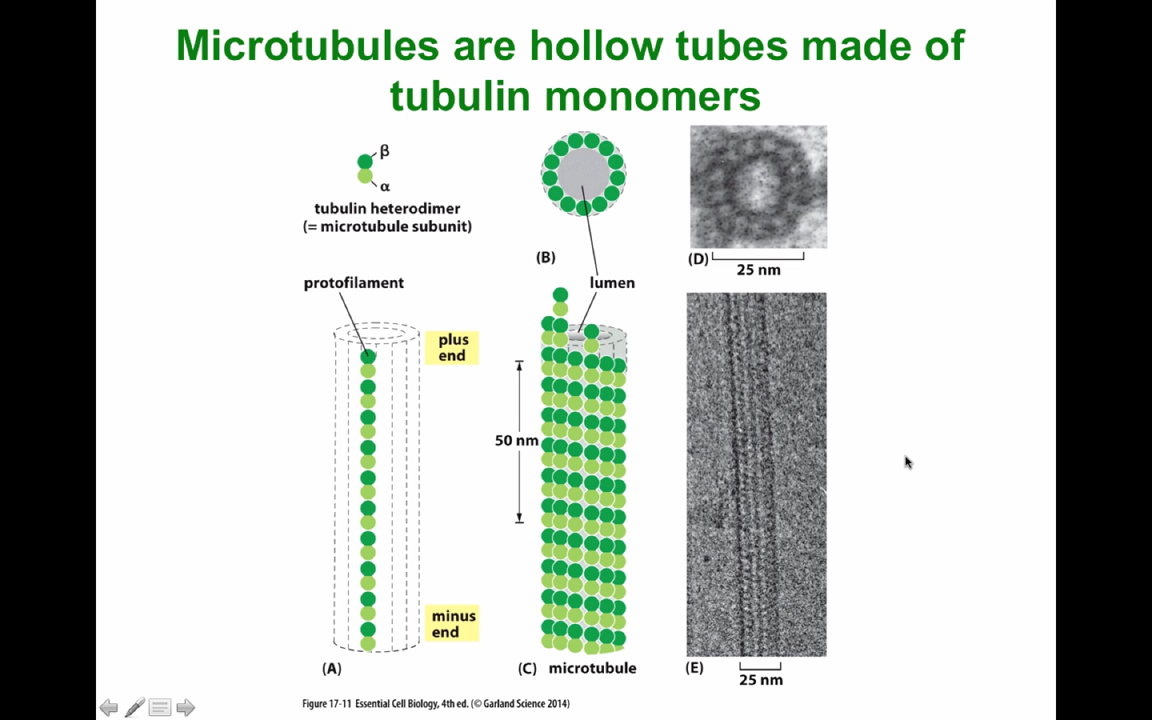 Microtubules are hollow tubes made of
tubulin monomers
β
α
tubulin heterodimer
(= microtubule subunit)
protofilament
plus
end
minus
end
(A)
(B)
lumen
50 nm
(C) microtubule
(D)
25 nm
(E)
25 nm
Figure 17-11 Essential Cell Biology, 4th ed. (© Garland Science 2014)